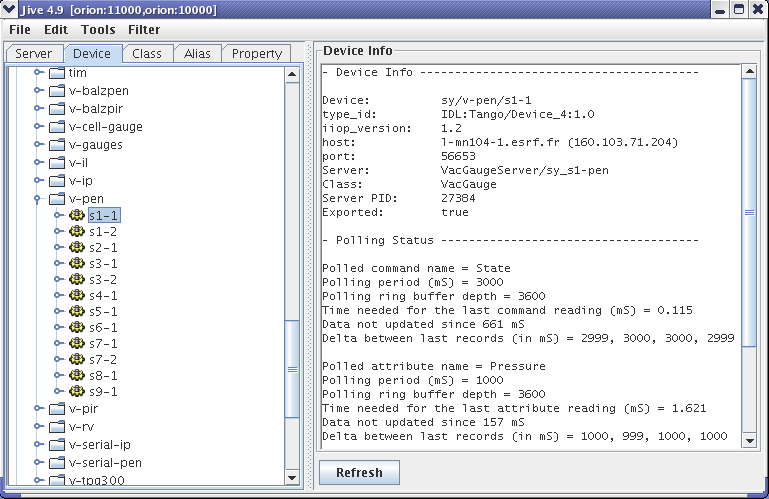 Jive 4.9 [orion:11000,orion:10000]
File Edit Tools Filter
Server Device Class Alias Property
tim
v-balzpen
v-balzpir
v-cell-gauge
v-gauges
v-il
v-ip
v-pen
s1-1
s1-2
s2-1
s3-1
s3-2
s4-1
s5-1
s6-1
s7-1
s7-2
s8-1
s9-1
v-pir
v-rv
v-serial-ip
v-serial-pen
v-tpg300
Device Info
- Device Info ----------------------------------------
Device: sy/v-pen/s1-1
type_id: IDL:Tango/Device_4:1.0
iiop_version: 1.2
host: l-mn104-1.esrf.fr (160.103.71.204)
port: 56653
Server: VacGaugeServer/sy_s1-pen
Class: VacGauge
Server PID: 27384
Exported: true
- Polling Status -------------------------------------
Polled command name = State
Polling period (mS) = 3000
Polling ring buffer depth = 3600
Time needed for the last command reading (mS) = 0.115
Data not updated since 661 mS
Delta between last records (in mS) = 2999, 3000, 3000, 2999
Polled attribute name = Pressure
Polling period (mS) = 1000
Polling ring buffer depth = 3600
Time needed for the last attribute reading (mS) = 1.621
Data not updated since 157 mS
Delta between last records (in mS) = 1000, 999, 1000, 1000
Refresh